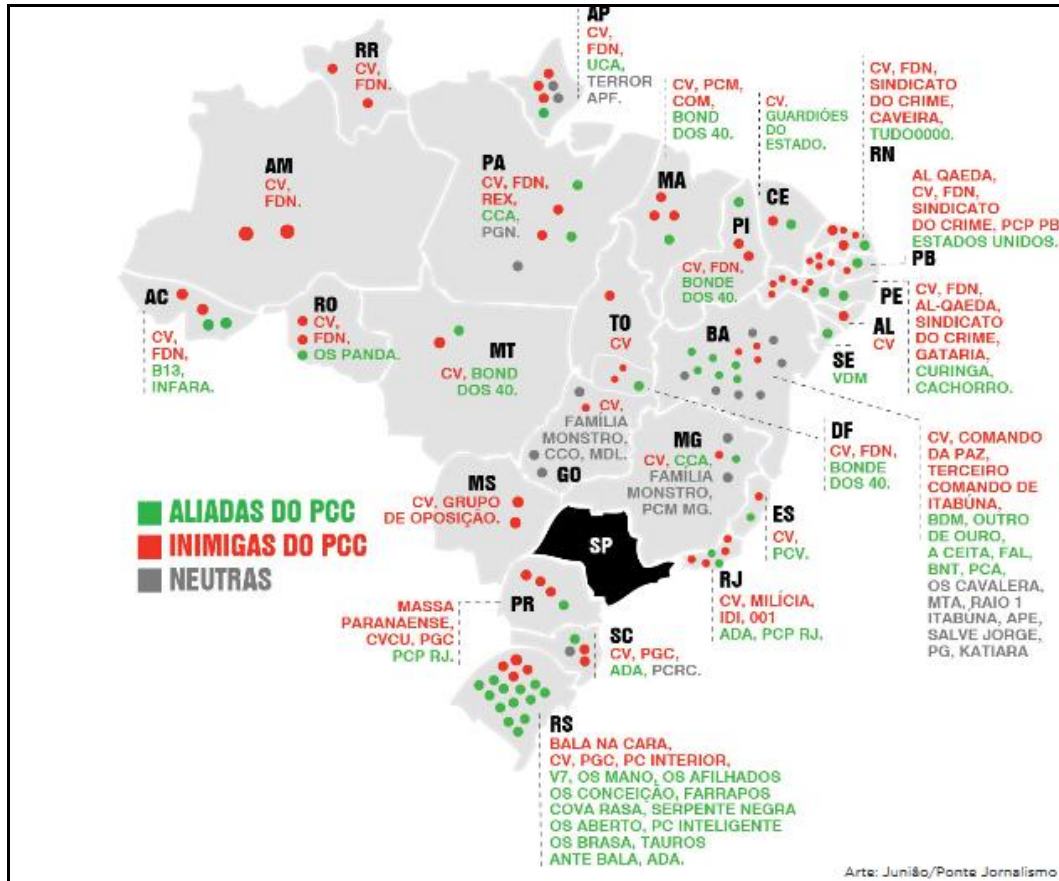 AP
CV,
FDN,
UCA,
TERROR
APF.
RR
CV,
FDN.
CV, PCM,
COM,
BOND
DOS 40.
CV.
GUARDIÕES
DO
ESTADO.
CV, FDN,
SINDICATO
DO CRIME,
CAVEIRA,
TUDO0000.
RN
AM
CV,
FDN.
PA
CV, FDN,
REX,
CCA,
PGN.
MA
CE
PI
CV, FDN,
BONDE
DOS 40.
AL QAEDA,
CV, FDN,
SINDICATO
DO CRIME, PCP PB
ESTADOS UNIDOS.
PB
PE
CV, FDN,
AL-QAEDA,
SINDICATO
DO CRIME,
GATARIA,
CURINGA,
CACHORRO.
AL
CV
SE
VDM
AC
CV,
FDN,
B13,
INFARA.
RO
CV,
FDN,
OS PANDA.
MT
CV, BOND
DOS 40.
TO
CV
BA
CV, COMANDO
DA PAZ,
TERCEIRO
COMANDO DE
ITABÚNA,
BDM, OUTRO
DE OURO,
A CEITA, FAL,
BNT, PCA,
OS CAVALERA,
MTA, RAIO 1
ITABÚNA, APE,
SALVE JORGE,
PG, KATIARA
DF
CV, FDN,
BONDE
DOS 40.
CV,
FAMÍLIA
MONSTRO,
CCO, MDL.
GO
MG
CV, CCA,
FAMÍLIA
MONSTRO,
PCM MG.
MS
CV, GRUPO
DE OPOSIÇÃO.
ES
CV,
PCV.
ALIADAS DO PCC
INIMIGAS DO PCC
NEUTRAS
SP
RJ
CV, MILÍCIA,
IDI, 001
ADA, PCP RJ.
PR
MASSA
PARANAENSE,
CVCU, PGC
PCP RJ.
SC
CV, PGC,
ADA, PCRC.
RS
BALA NA CARA,
CV, PGC, PC INTERIOR,
V7, OS MANO, OS AFILHADOS
OS CONCEIÇÃO, FARRAPOS
COVA RASA, SERPENTE NEGRA
OS ABERTO, PC INTELIGENTE
OS BRASA, TAUROS
ANTE BALA, ADA.
Arte: Junião/Ponte Jornalismo